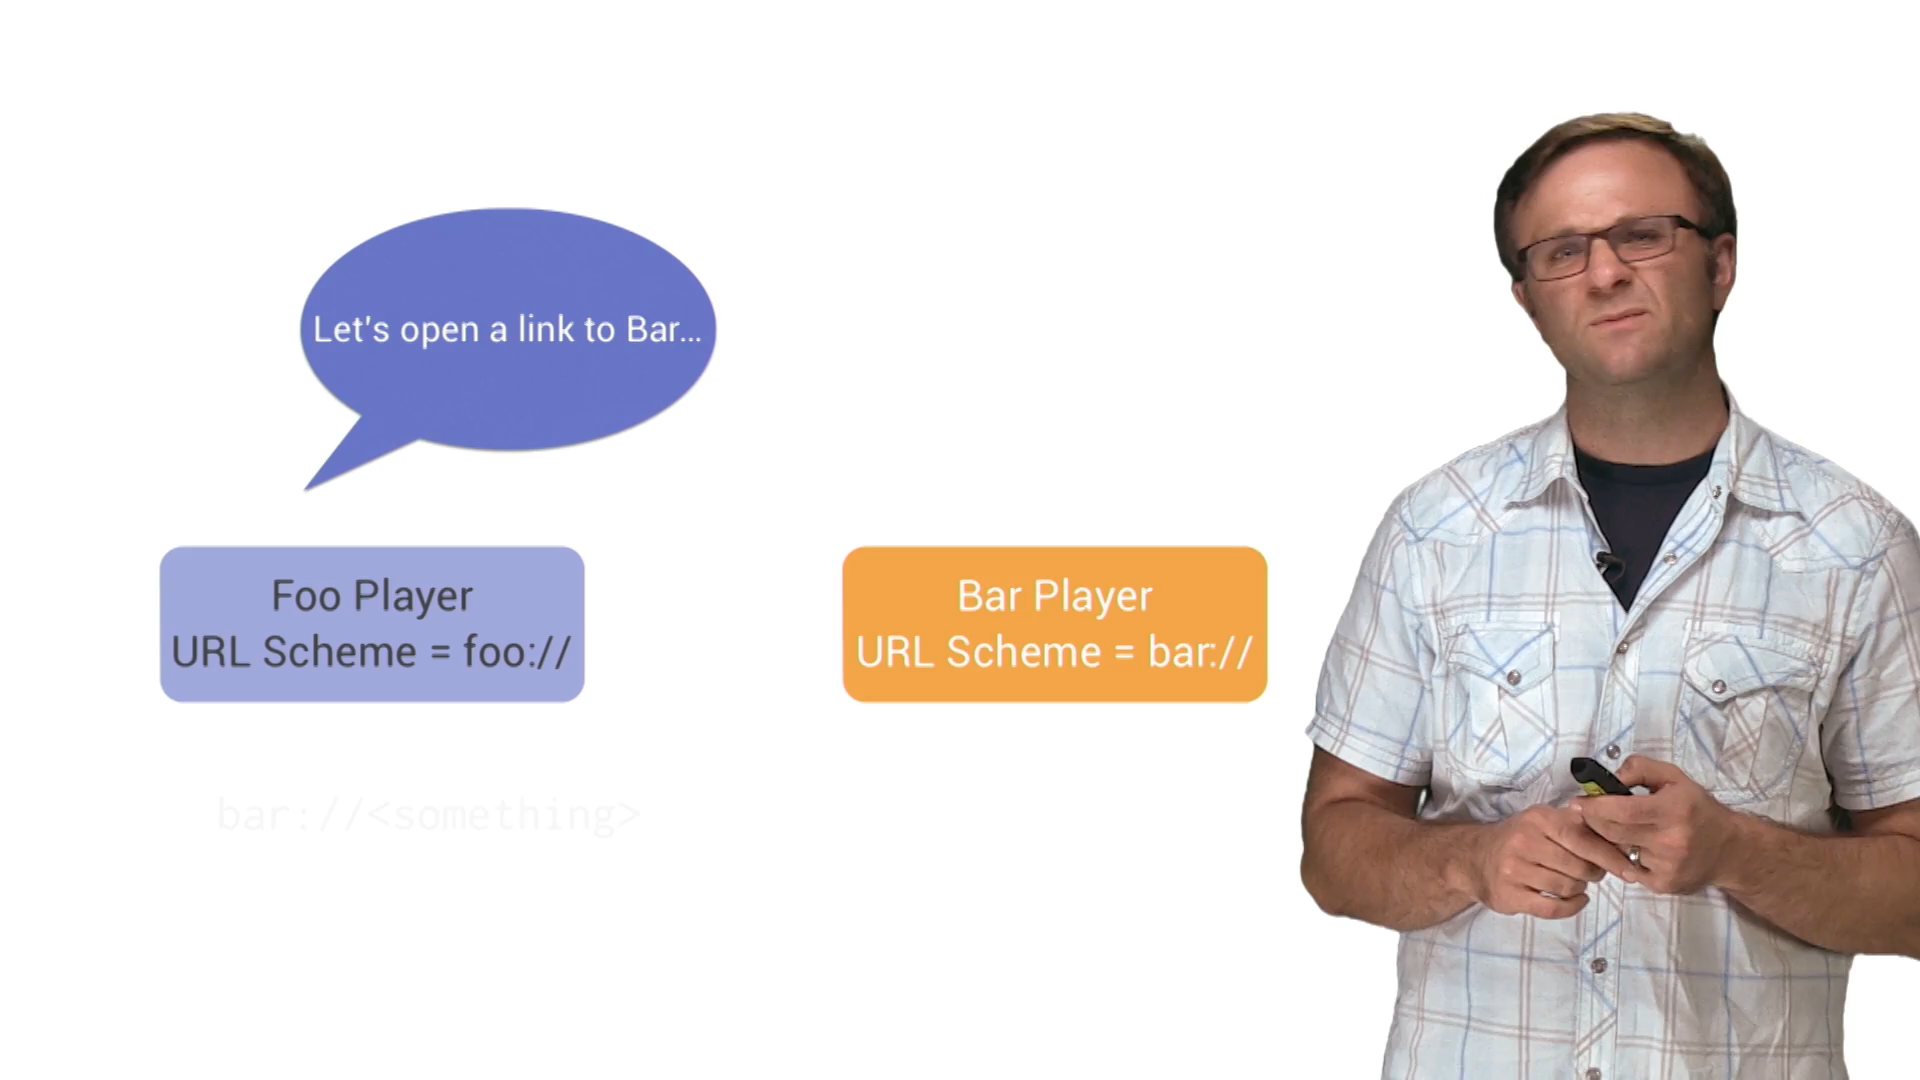 Let's open a link to Bar...
Foo Player
URL Scheme = foo://
Bar Player
URL Scheme = bar://
bar://<something>